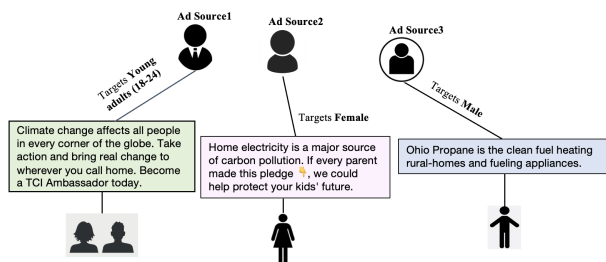 Ad Source1
Ad Source2
Ad Source3
Targets Young
adults (18-24)
Targets Female
Targets Male
Climate change affects all people
in every corner of the globe. Take
action and bring real change to
wherever you call home. Become
a TCI Ambassador today.
Home electricity is a major source
of carbon pollution. If every parent
made this pledge 👇, we could
help protect your kids' future.
Ohio Propane is the clean fuel heating
rural-homes and fueling appliances.